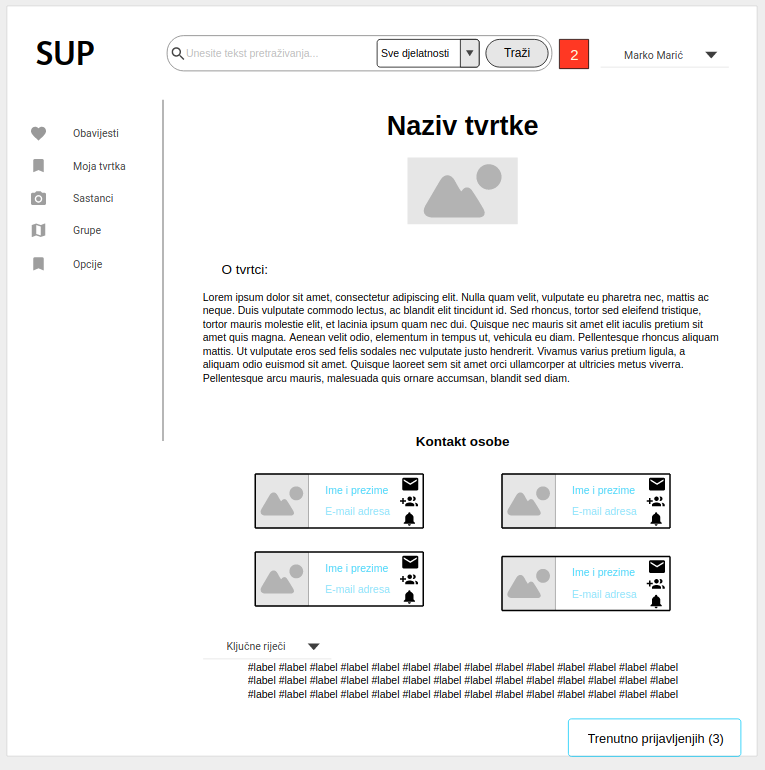 SUP
Unesite tekst pretraživanja...
Sve djelatnosti
Traži
2
Marko Marić
Obavijesti
Moja tvrtka
Sastanci
Grupe
Opcije
Naziv tvrtke
O tvrtci:
Lorem ipsum dolor sit amet, consectetur adipiscing elit. Nulla quam velit, vulputate eu pharetra nec, mattis ac
neque. Duis vulputate commodo lectus, ac blandit elit tincidunt id. Sed rhoncus, tortor sed eleifend tristique,
tortor mauris molestie elit, et lacinia ipsum quam nec dui. Quisque nec mauris sit amet elit iaculis pretium sit
amet quis magna. Aenean velit odio, elementum in tempus ut, vehicula eu diam. Pellentesque rhoncus aliquam
mattis. Ut vulputate eros sed felis sodales nec vulputate justo hendrerit. Vivamus varius pretium ligula, a
aliquam odio euismod sit amet. Quisque laoreet sem sit amet orci ullamcorper at ultricies metus viverra.
Pellentesque arcu mauris, malesuada quis ornare accumsan, blandit sed diam.
Kontakt osobe
Ime i prezime
E-mail adresa
Ime i prezime
E-mail adresa
Ime i prezime
E-mail adresa
Ime i prezime
E-mail adresa
Ključne riječi
#label #label #label #label #label #label #label #label #label #label #label #label #label #label
#label #label #label #label #label #label #label #label #label #label #label #label #label #label
#label #label #label #label #label #label #label #label #label #label #label #label #label #label
Trenutno prijavljenjih (3)